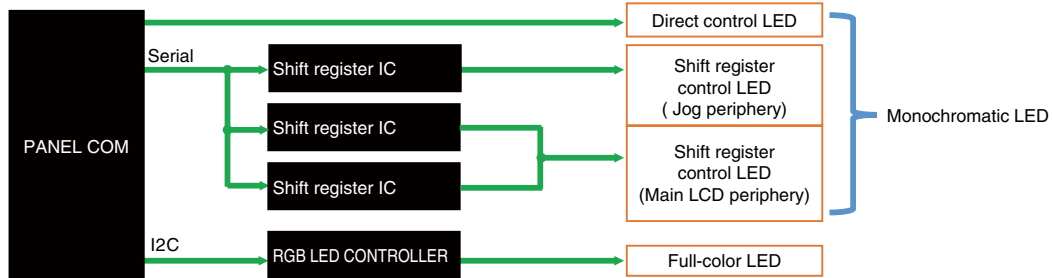 PANEL COM
Serial
I2C
Shift register IC
Shift register IC
Shift register IC
RGB LED CONTROLLER
Direct control LED
Shift register
control LED
( Jog periphery)
Shift register
control LED
(Main LCD periphery)
Full-color LED
Monochromatic LED